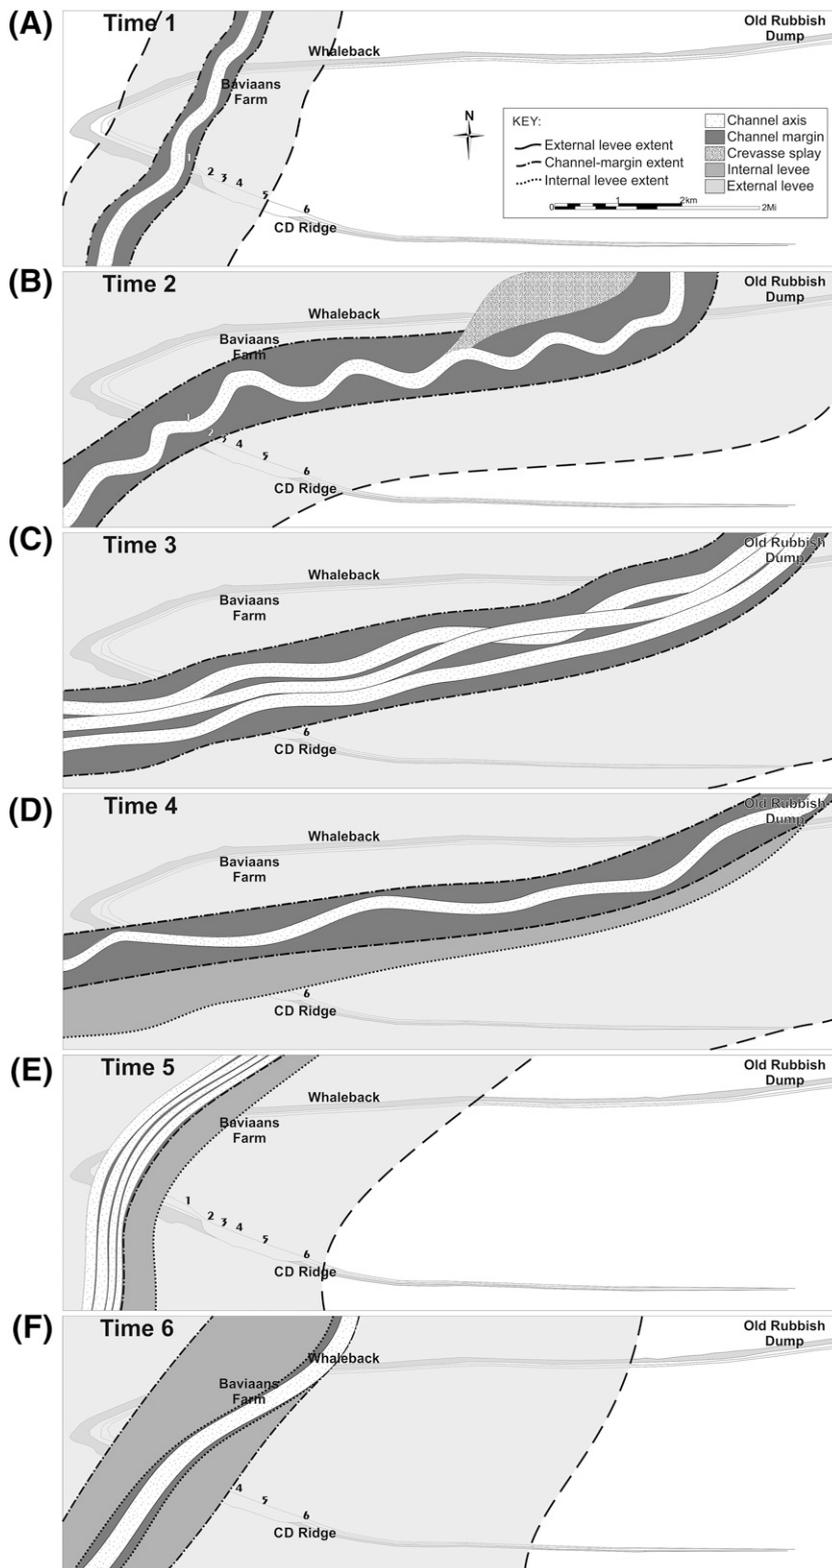 (A)
Time 1
Old Rubbish
Dump
Whaleback
Baviaans
Farm
N
KEY:
External levee extent
Channel-margin extent
Internal levee extent
Channel axis
Channel margin
Crevasse splay
Internal levee
External levee
0 1 2km
2Mi
1
2 3 4 5 6
CD Ridge
(B)
Time 2
Old Rubbish
Dump
Whaleback
Baviaans
Farm
1
2 3 4 5 6
CD Ridge
(C)
Time 3
Old Rubbish
Dump
Whaleback
Baviaans
Farm
6
CD Ridge
(D)
Time 4
Old Rubbish
Dump
Whaleback
Baviaans
Farm
6
CD Ridge
(E)
Time 5
Old Rubbish
Dump
Whaleback
Baviaans
Farm
1
2 3 4 5 6
CD Ridge
(F)
Time 6
Old Rubbish
Dump
Whaleback
Baviaans
Farm
4 5 6
CD Ridge